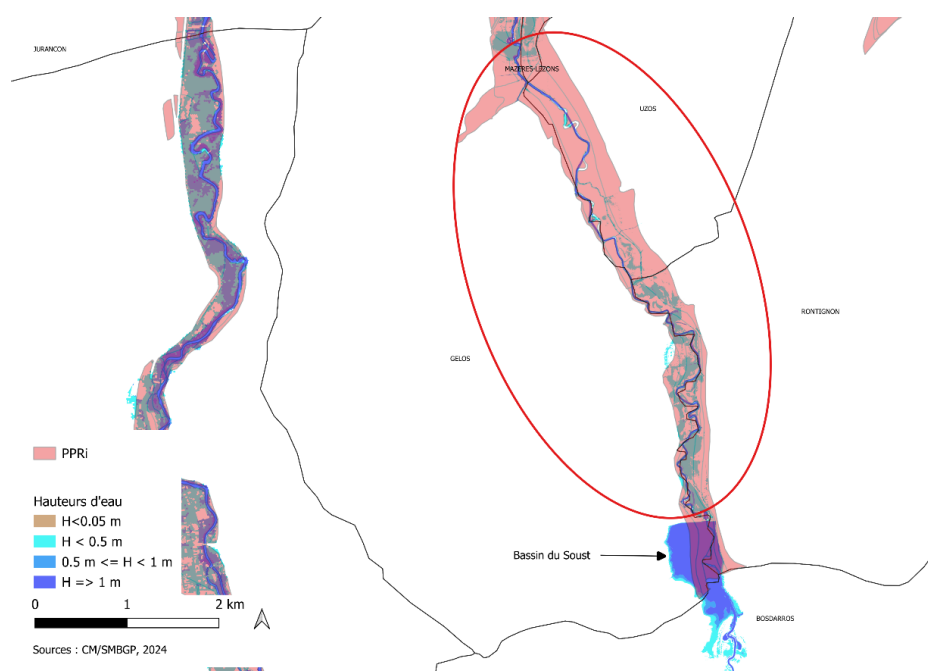 JURANCON
MAZERES-LEZONS
UZOS
RONTIGNON
GELOS
PPRi
Hauteurs d'eau
H<0.05 m
H < 0.5 m
0.5 m <= H < 1 m
H => 1 m
Bassin du Soust
0 1 2 km
BOSDARROS
Sources : CM/SMBGP, 2024